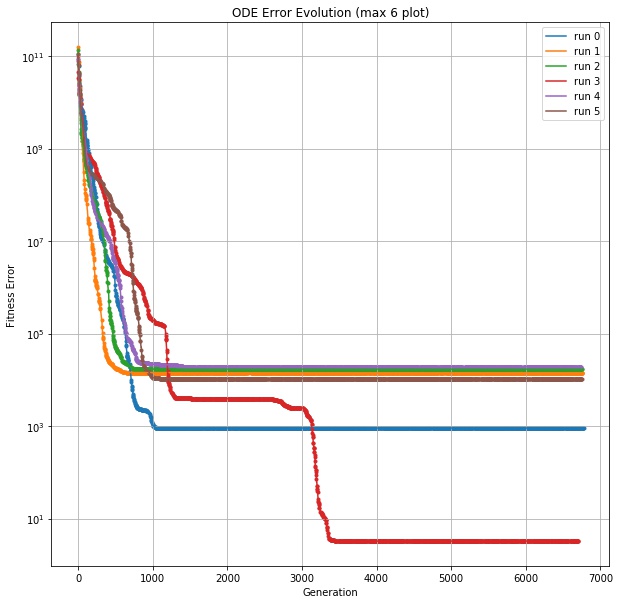 ODE Error Evolution (max 6 plot)
run 0
run 1
run 2
run 3
run 4
run 5
Fitness Error
10^11
10^9
10^7
10^5
10^3
10^1
0 1000 2000 3000 4000 5000 6000 7000
Generation